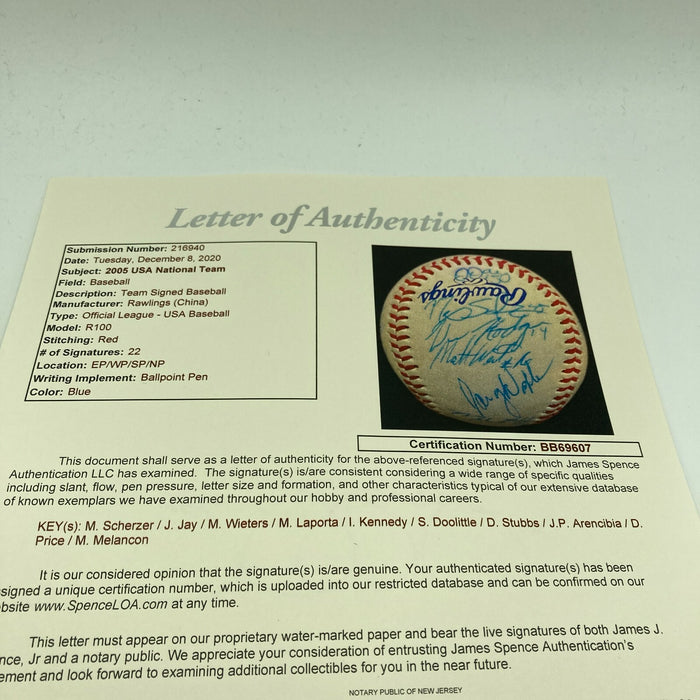 Letter of Authenticity
Submission Number: 216940
Date: Tuesday, December 8, 2020
Subject: 2005 USA National Team
Field: Baseball
Description: Team Signed Baseball
Manufacturer: Rawlings (China)
Type: Official League - USA Baseball
Model: R100
Stitching: Red
# of Signatures: 22
Location: EP/WP/SP/NP
Writing Implement: Ballpoint Pen
Color: Blue
Rawlings
Certification Number: BB69607
This document shall serve as a letter of authenticity for the above-referenced signature(s), which James Spence
Authentication LLC has examined. The signature(s) is/are consistent considering a wide range of specific qualities
including slant, flow, pen pressure, letter size and formation, and other characteristics typical of our extensive database
of known exemplars we have examined throughout our hobby and professional careers.
KEY(s): M. Scherzer / J. Jay / M. Wieters / M. Laporta / I. Kennedy / S. Doolittle / D. Stubbs / J.P. Arencibia / D.
Price / M. Melancon
It is our considered opinion that the signature(s) is/are genuine. Your authenticated signature(s) has been
signed a unique certification number, which is uploaded into our restricted database and can be confirmed on our
bsite www.SpenceLOA.com at any time.
This letter must appear on our proprietary water-marked paper and bear the live signatures of both James J.
nce, Jr and a notary public. We appreciate your consideration of entrusting James Spence Authentication's
ement and look forward to examining additional collectibles for you in the near future.
NOTARY PUBLIC OF NEW JERSEY